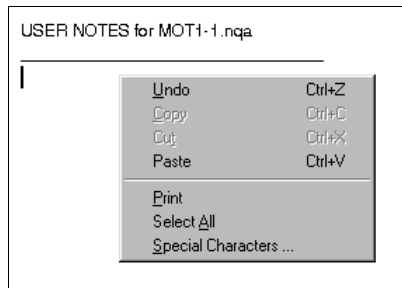 USER NOTES for MOT1-1.nqa
Undo Ctrl+Z
Copy Ctrl+C
Cut Ctrl+X
Paste Ctrl+V
Print
Select All
Special Characters ...